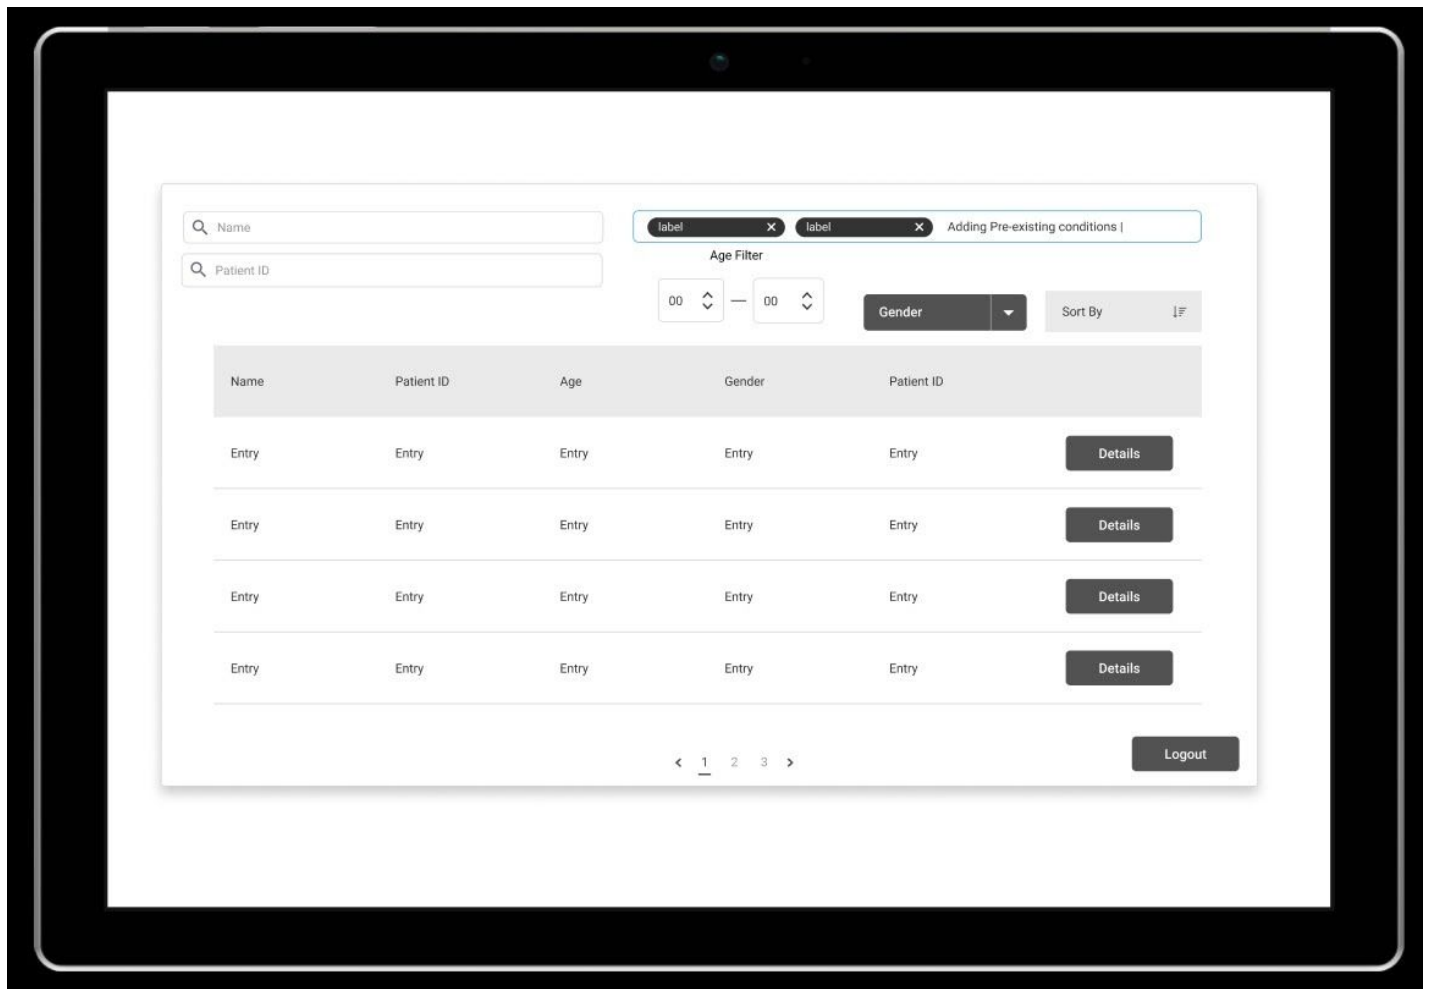 Name
label label Adding Pre-existing conditions |
Patient ID
Age Filter
00 — 00
Gender
Sort By
Name Patient ID Age Gender Patient ID
Entry Entry Entry Entry Entry Details
Entry Entry Entry Entry Entry Details
Entry Entry Entry Entry Entry Details
Entry Entry Entry Entry Entry Details
< 1 2 3 >
Logout